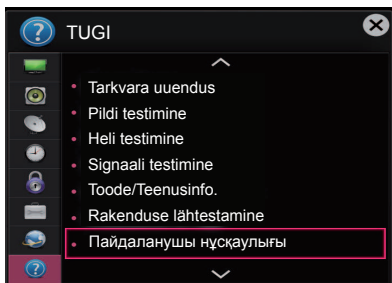 TUGI
Tarkvara uuendus
Pildi testimine
Heli testimine
Signaali testimine
Toode/Teenusinfo.
Rakenduse lähtestamine
Пайдаланушы нұсқаулығы